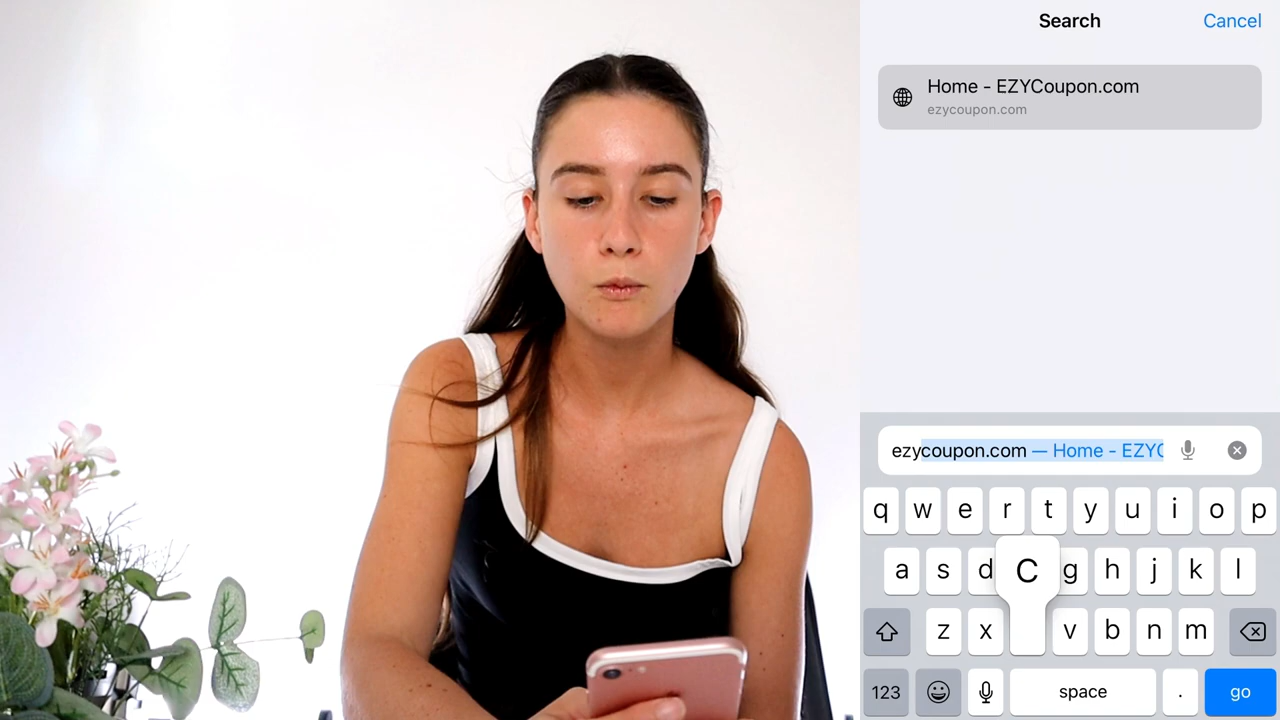 Search
Cancel
Home - EZYCoupon.com
ezycoupon.com
ezycoupon.com — Home - EZYC
q w e r t y u i o p
a s d C g h j k l
z x v b n m
123 space . go